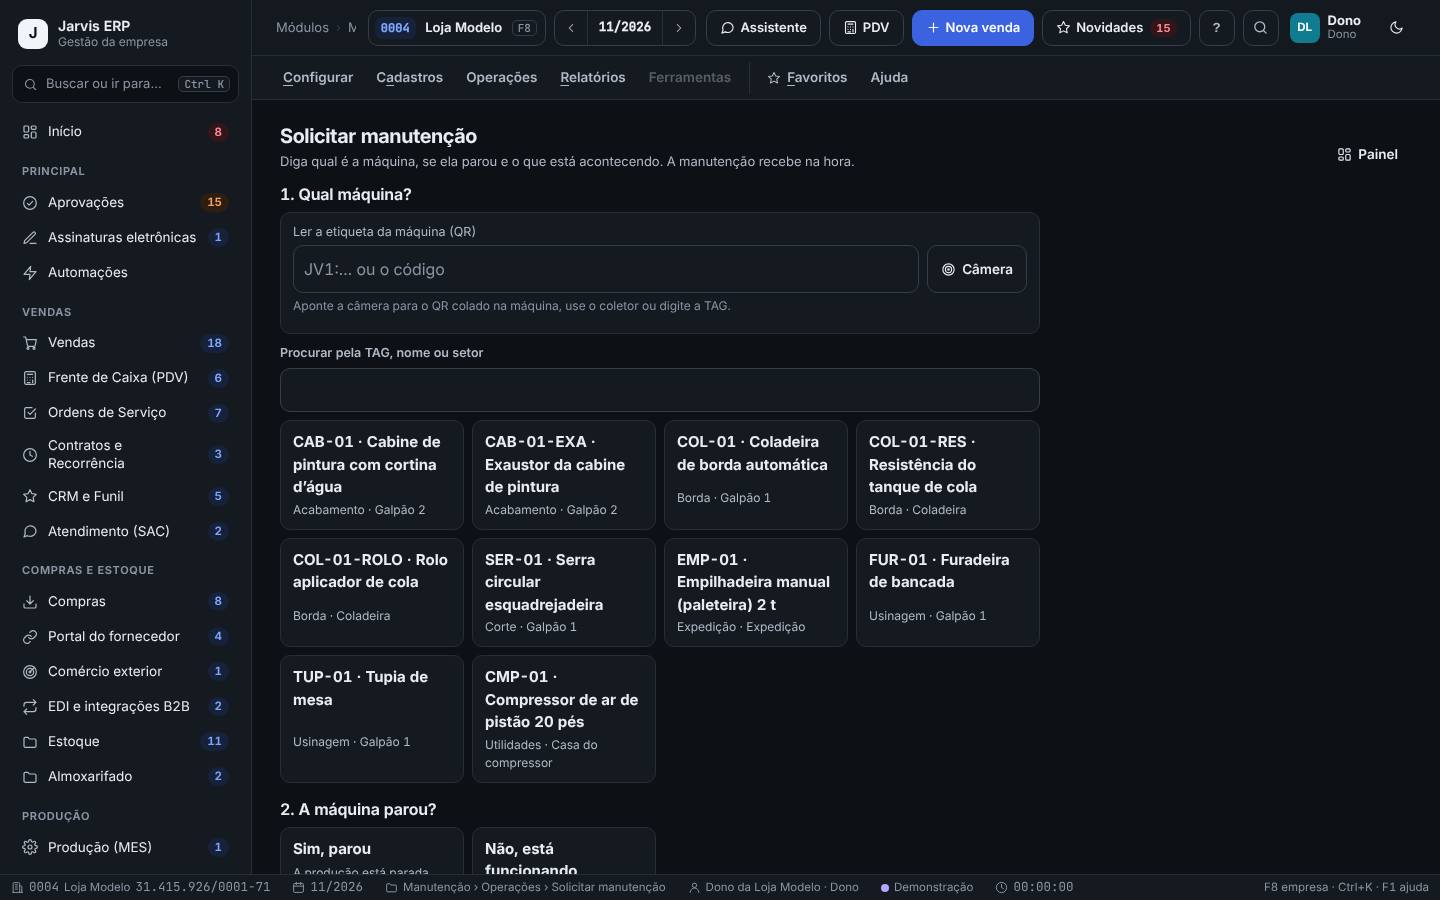 J
Jarvis ERP
Gestão da empresa
Buscar ou ir para... Ctrl K
Início 8
PRINCIPAL
Aprovações 15
Assinaturas eletrônicas 1
Automações
VENDAS
Vendas 18
Frente de Caixa (PDV) 6
Ordens de Serviço 7
Contratos e
Recorrência 3
CRM e Funil 5
Atendimento (SAC) 2
COMPRAS E ESTOQUE
Compras 8
Portal do fornecedor 4
Comércio exterior 1
EDI e integrações B2B 2
Estoque 11
Almoxarifado 2
PRODUÇÃO
Produção (MES) 1
Módulos › M
0004 Loja Modelo F8
‹ 11/2026 ›
Assistente
PDV
+ Nova venda
Novidades 15
?
DL
Dono
Dono
Configurar Cadastros Operações Relatórios Ferramentas Favoritos Ajuda
Solicitar manutenção
Diga qual é a máquina, se ela parou e o que está acontecendo. A manutenção recebe na hora.
Painel
1. Qual máquina?
Ler a etiqueta da máquina (QR)
JV1:... ou o código
Câmera
Aponte a câmera para o QR colado na máquina, use o coletor ou digite a TAG.
Procurar pela TAG, nome ou setor
CAB-01 · Cabine de
pintura com cortina
d’água
Acabamento · Galpão 2
CAB-01-EXA ·
Exaustor da cabine
de pintura
Acabamento · Galpão 2
COL-01 · Coladeira
de borda automática
Borda · Galpão 1
COL-01-RES ·
Resistência do
tanque de cola
Borda · Coladeira
COL-01-ROLO · Rolo
aplicador de cola
Borda · Coladeira
SER-01 · Serra
circular
esquadrejadeira
Corte · Galpão 1
EMP-01 ·
Empilhadeira manual
(paleteira) 2 t
Expedição · Expedição
FUR-01 · Furadeira
de bancada
Usinagem · Galpão 1
TUP-01 · Tupia de
mesa
Usinagem · Galpão 1
CMP-01 ·
Compressor de ar de
pistão 20 pés
Utilidades · Casa do
compressor
2. A máquina parou?
Sim, parou
A produção está parada
Não, está
funcionando
0004 Loja Modelo 31.415.926/0001-71 11/2026 Manutenção › Operações › Solicitar manutenção Dono da Loja Modelo · Dono Demonstração 00:00:00 F8 empresa · Ctrl+K · F1 ajuda